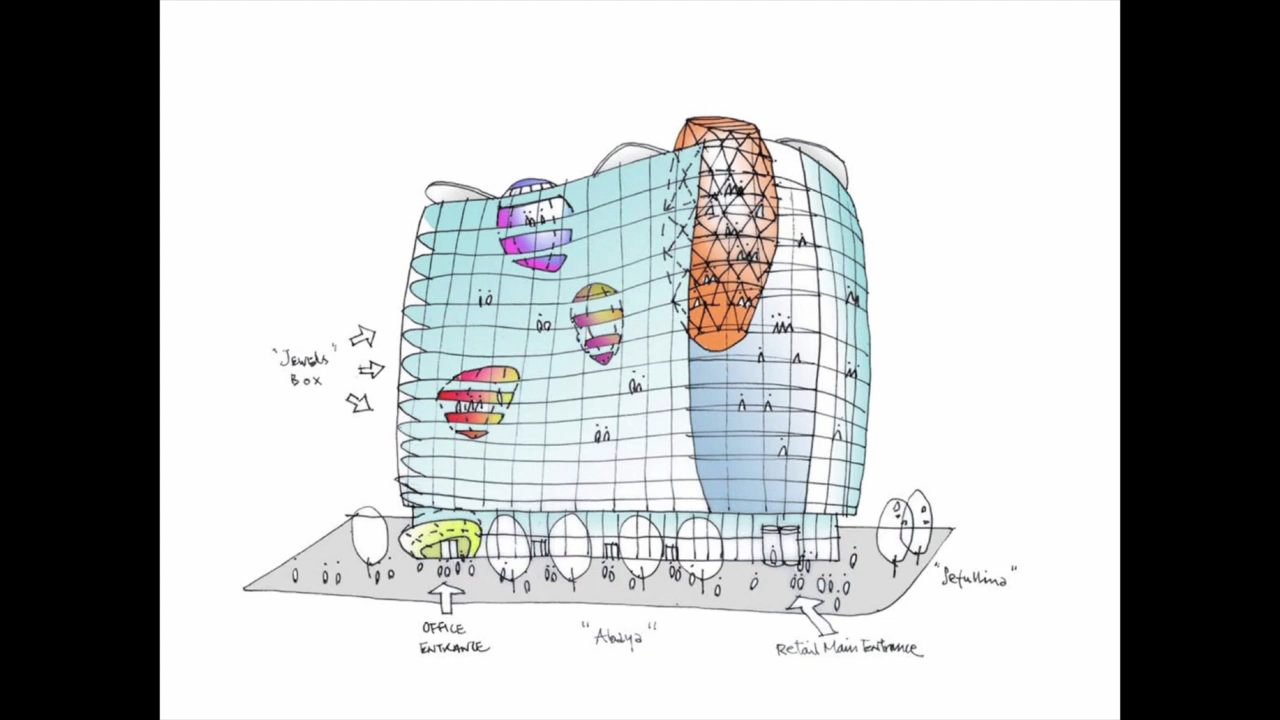 "Jewels"
BOX
OFFICE
ENTRANCE
"Abaya"
Retail Main Entrance
"Sefullina"